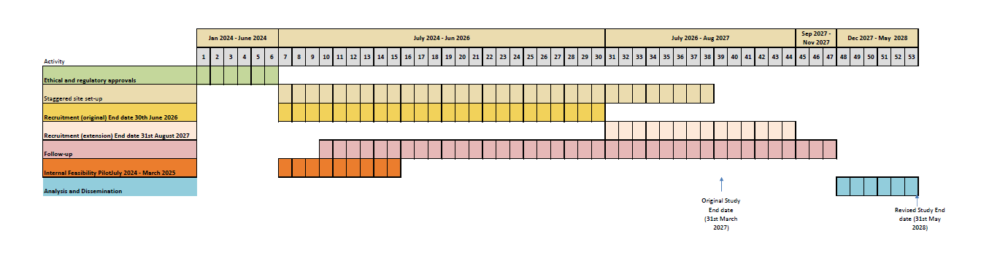 Jan 2024 - June 2024 July 2024 - Jun 2026 July 2026 - Aug 2027 Sep 2027 - Dec 2027 - May 2028
Nov 2027
Activity 1 2 3 4 5 6 7 8 9 10 11 12 13 14 15 16 17 18 19 20 21 22 23 24 25 26 27 28 29 30 31 32 33 34 35 36 37 38 39 40 41 42 43 44 45 46 47 48 49 50 51 52 53
Ethical and regulatory approvals
Staggered site set-up
Recruitment (original) End date 30th June 2026
Recruitment (extension) End date 31st August 2027
Follow-up
Internal Feasibility PilotJuly 2024 - March 2025
Analysis and Dissemination
Original Study
End date
(31st March
2027)
Revised Study End
date (31st May
2028)